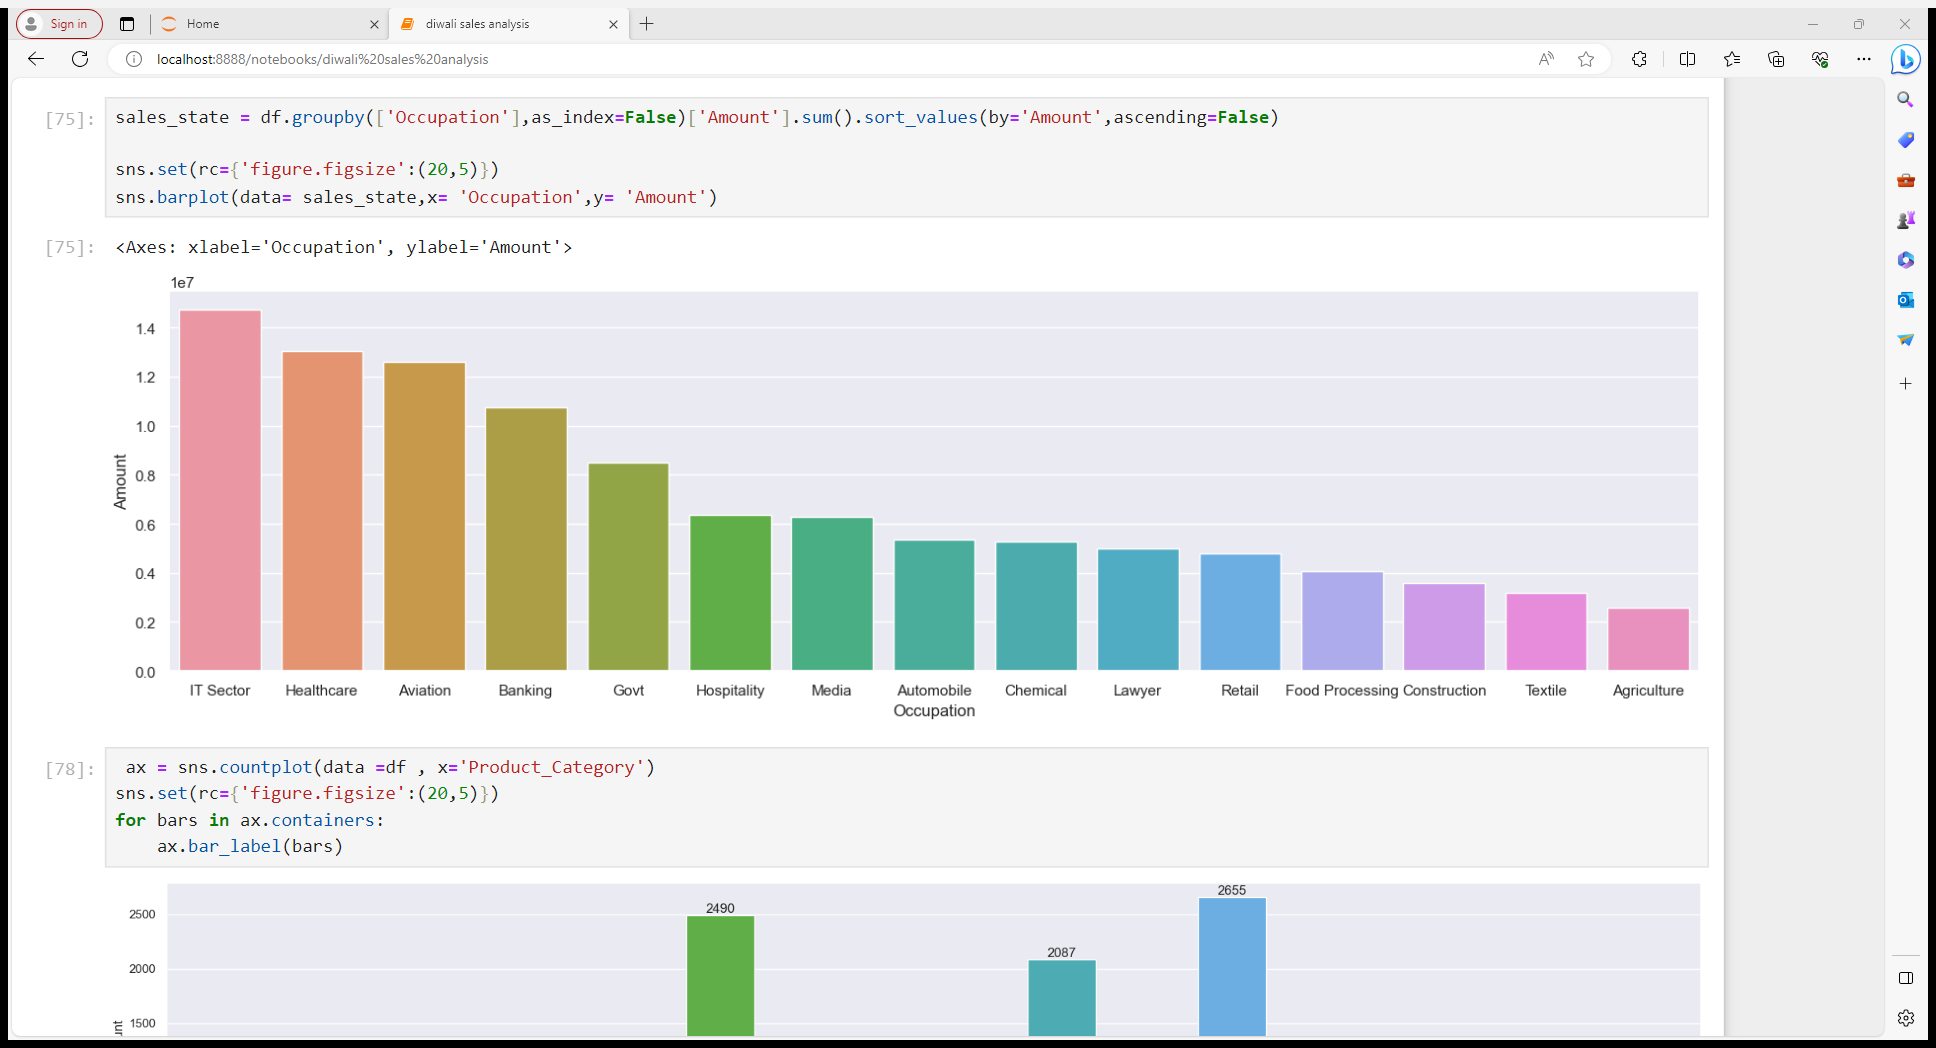 Sign in
Home
diwali sales analysis
localhost:8888/notebooks/diwali%20sales%20analysis
[75]:
sales_state = df.groupby(['Occupation'],as_index=False)['Amount'].sum().sort_values(by='Amount',ascending=False)
sns.set(rc={'figure.figsize':(20,5)})
sns.barplot(data= sales_state,x= 'Occupation',y= 'Amount')
[75]:
<Axes: xlabel='Occupation', ylabel='Amount'>
1e7
1.4
1.2
1.0
0.8
0.6
0.4
0.2
0.0
Amount
IT Sector Healthcare Aviation Banking Govt Hospitality Media Automobile Chemical Lawyer Retail Food Processing Construction Textile Agriculture
Occupation
[78]:
ax = sns.countplot(data =df , x='Product_Category')
sns.set(rc={'figure.figsize':(20,5)})
for bars in ax.containers:
    ax.bar_label(bars)
2655
2490
2500
2087
2000
1500